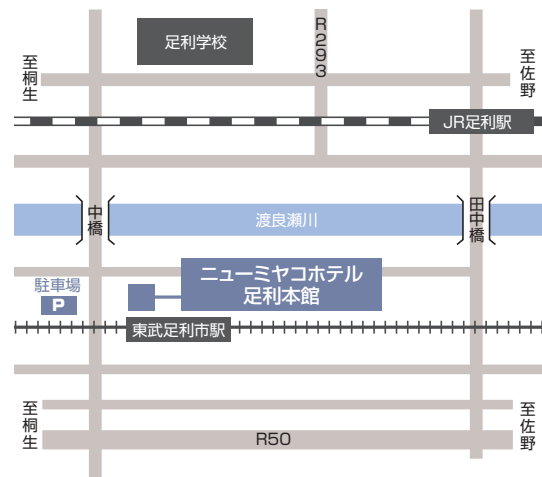 足利学校
R293
至桐生
至佐野
JR足利駅
中橋
渡良瀬川
田中橋
ニューミヤコホテル
足利本館
駐車場
P
東武足利市駅
至桐生
R50
至佐野